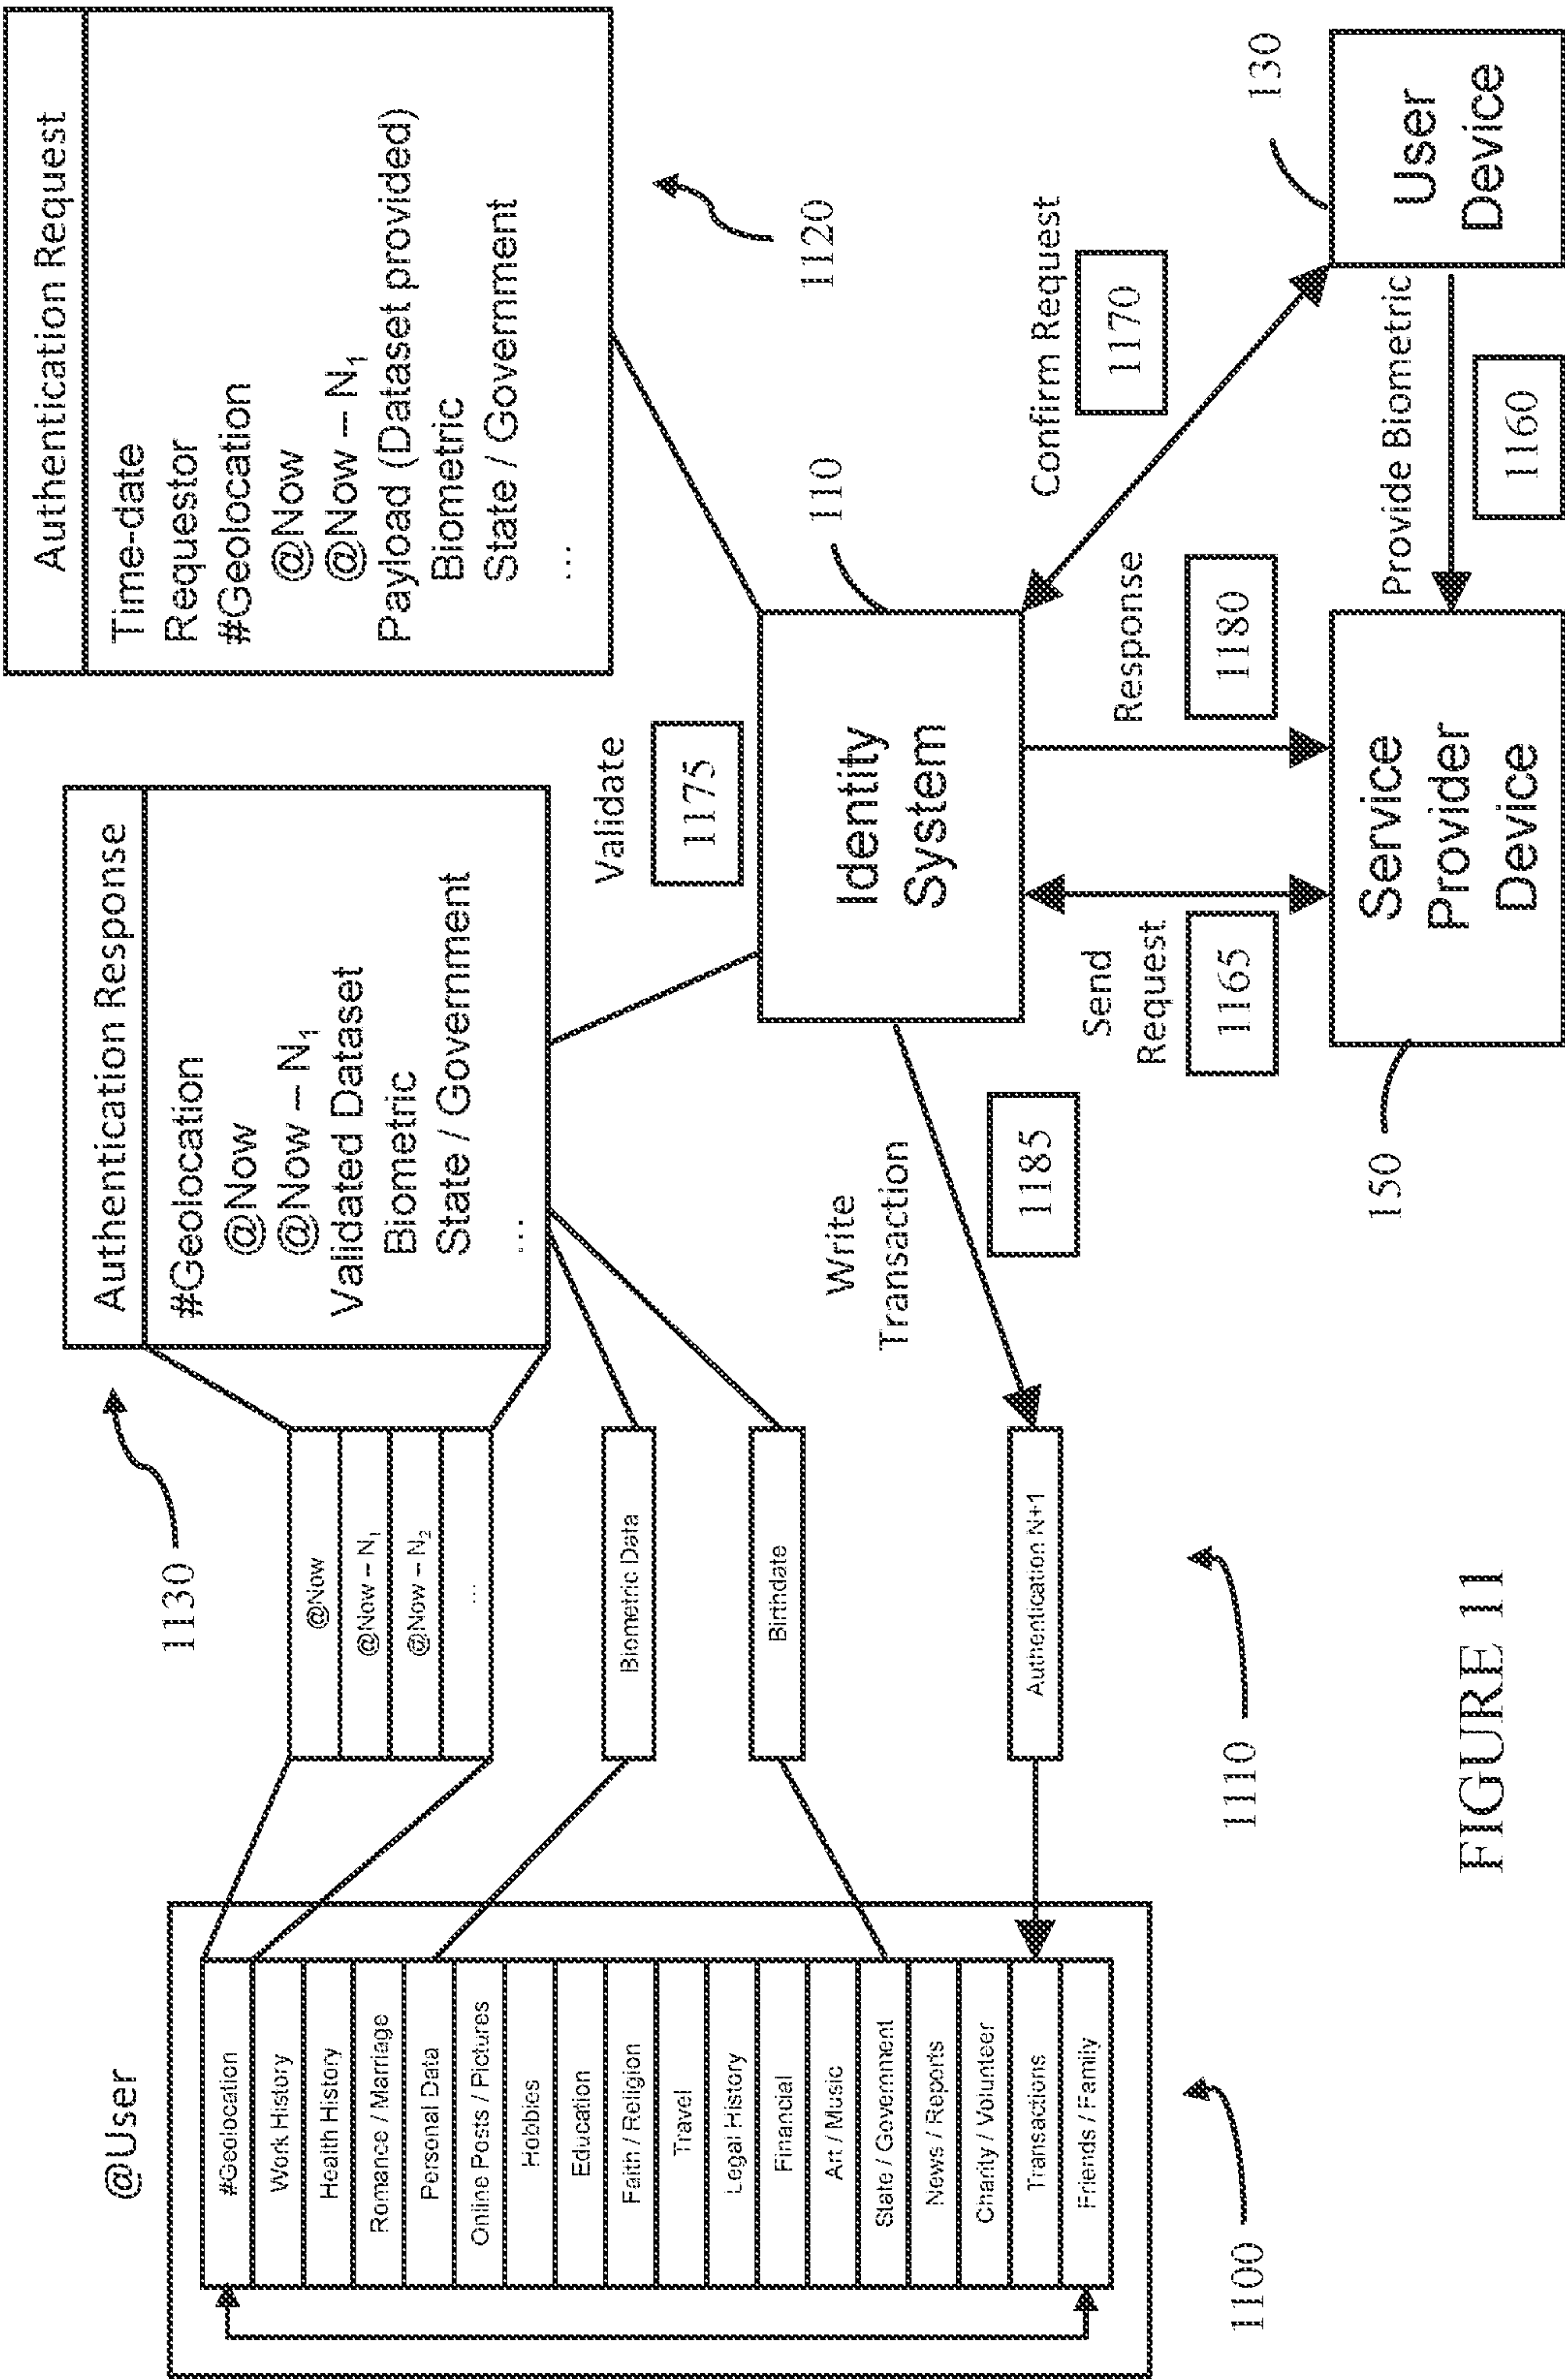 @User
#Geolocation
Work History
Health History
Romance / Marriage
Personal Data
Online Posts / Pictures
Hobbies
Education
Faith / Religion
Travel
Legal History
Financial
Art / Music
State / Government
News / Reports
Charity / Volunteer
Transactions
Friends / Family
1100
1130
@Now
@Now – N₁
@Now – N₂
...
Biometric Data
Birthdate
Authentication N+1
1110
Authentication Response
#Geolocation
@Now
@Now – N₁
Validated Dataset
Biometric
State / Government
...
Write
Transaction
1185
Validate
1175
Identity
System
110
Send
Request
1165
Response
1180
Service
Provider
Device
150
Authentication Request
Time-date
Requestor
#Geolocation
@Now
@Now – N₁
Payload (Dataset provided)
Biometric
State / Government
...
1120
Confirm Request
1170
Provide Biometric
1160
User
Device
130
FIGURE 11